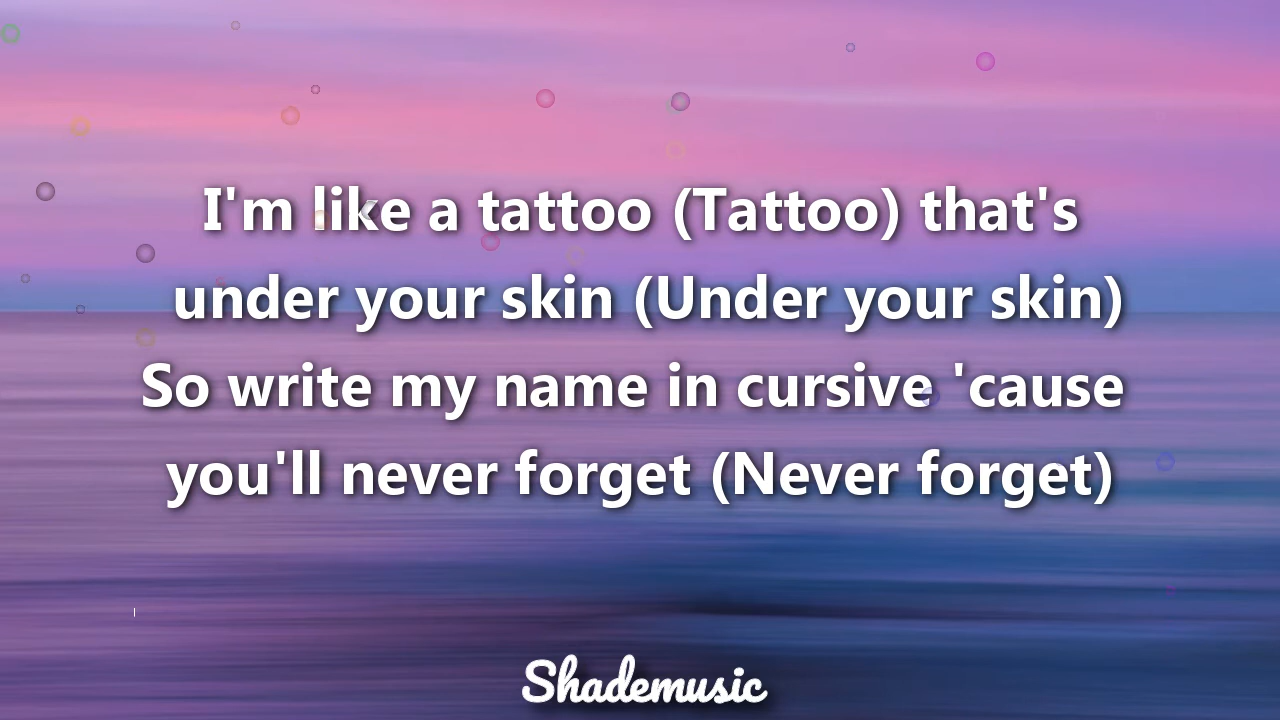 I'm like a tattoo (Tattoo) that's
under your skin (Under your skin)
So write my name in cursive 'cause
you'll never forget (Never forget)
Shademusic